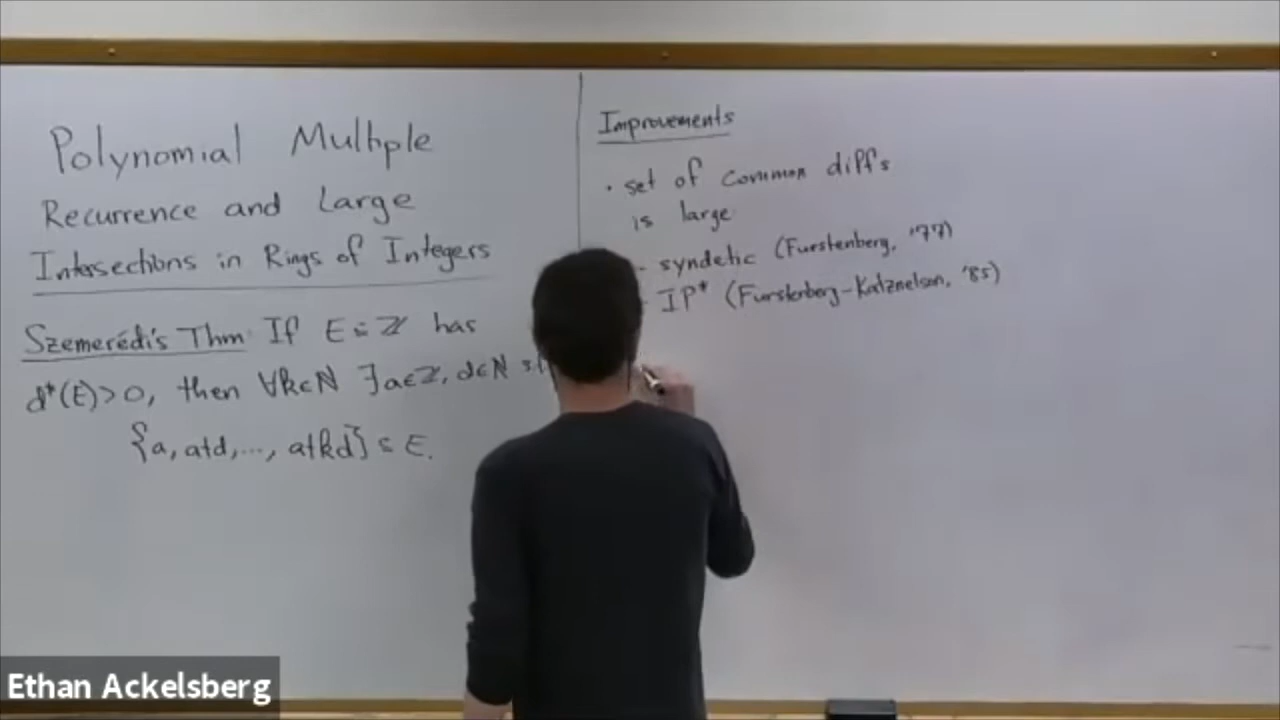 Polynomial Multiple
Recurrence and Large
Intersections in Rings of Integers
Szemerédi's Thm: If E ⊆ ℤ has
d*(E)>0, then ∀k∈ℕ ∃a∈ℤ, d∈ℕ s.t.
{a, a+d, ..., a+kd} ⊆ E.
Improvements
• set of common diffs
is large
- syndetic (Furstenberg, '77)
- IP* (Furstenberg-Katznelson, '85)
Ethan Ackelsberg